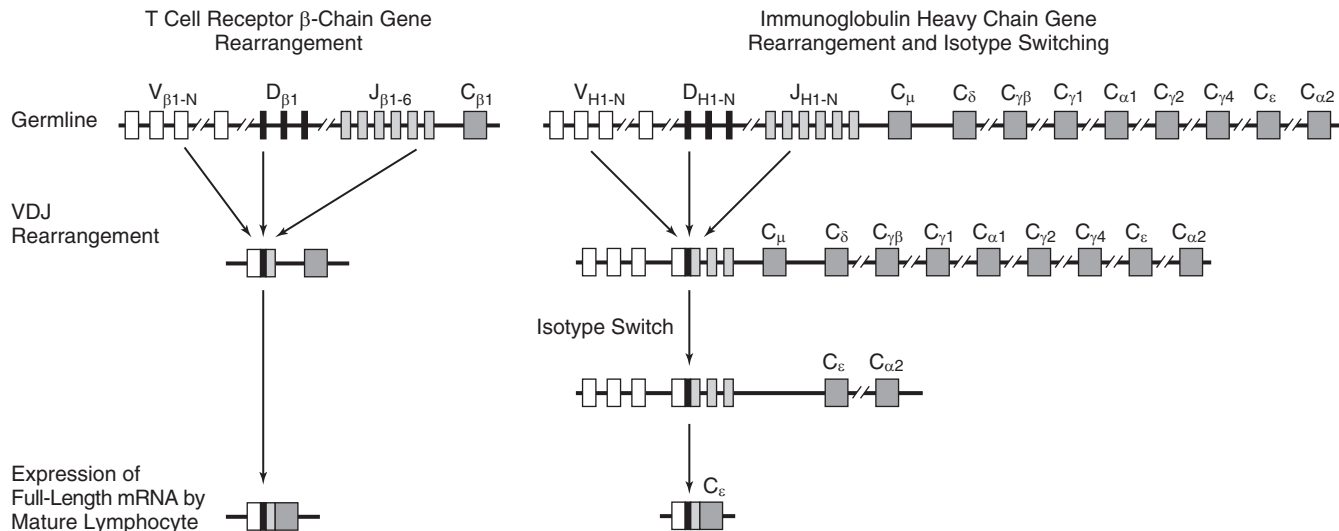 T Cell Receptor β-Chain Gene
Rearrangement
Immunoglobulin Heavy Chain Gene
Rearrangement and Isotype Switching
Germline
Vβ1-N Dβ1 Jβ1-6 Cβ1
VH1-N DH1-N JH1-N Cμ Cδ Cγβ Cγ1 Cα1 Cγ2 Cγ4 Cε Cα2
VDJ
Rearrangement
Cμ Cδ Cγβ Cγ1 Cα1 Cγ2 Cγ4 Cε Cα2
Isotype Switch
Cε Cα2
Expression of
Full-Length mRNA by
Mature Lymphocyte
Cε